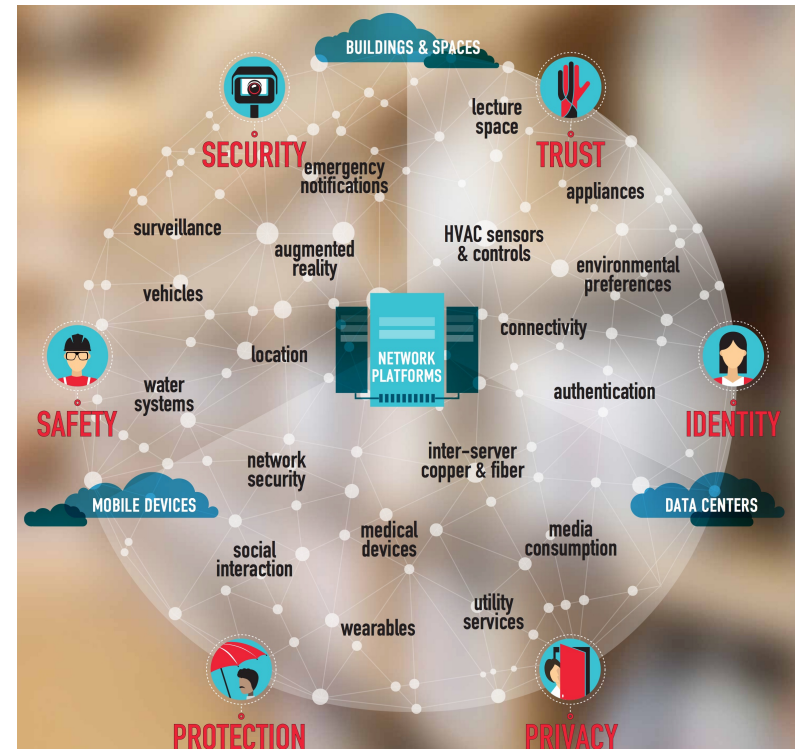 BUILDINGS & SPACES
lecture
space
SECURITY
TRUST
emergency
notifications
appliances
surveillance
augmented
reality
HVAC sensors
& controls
environmental
preferences
vehicles
connectivity
location
NETWORK
PLATFORMS
water
systems
authentication
SAFETY
IDENTITY
network
security
inter-server
copper & fiber
MOBILE DEVICES
DATA CENTERS
social
interaction
medical
devices
media
consumption
wearables
utility
services
PROTECTION
PRIVACY